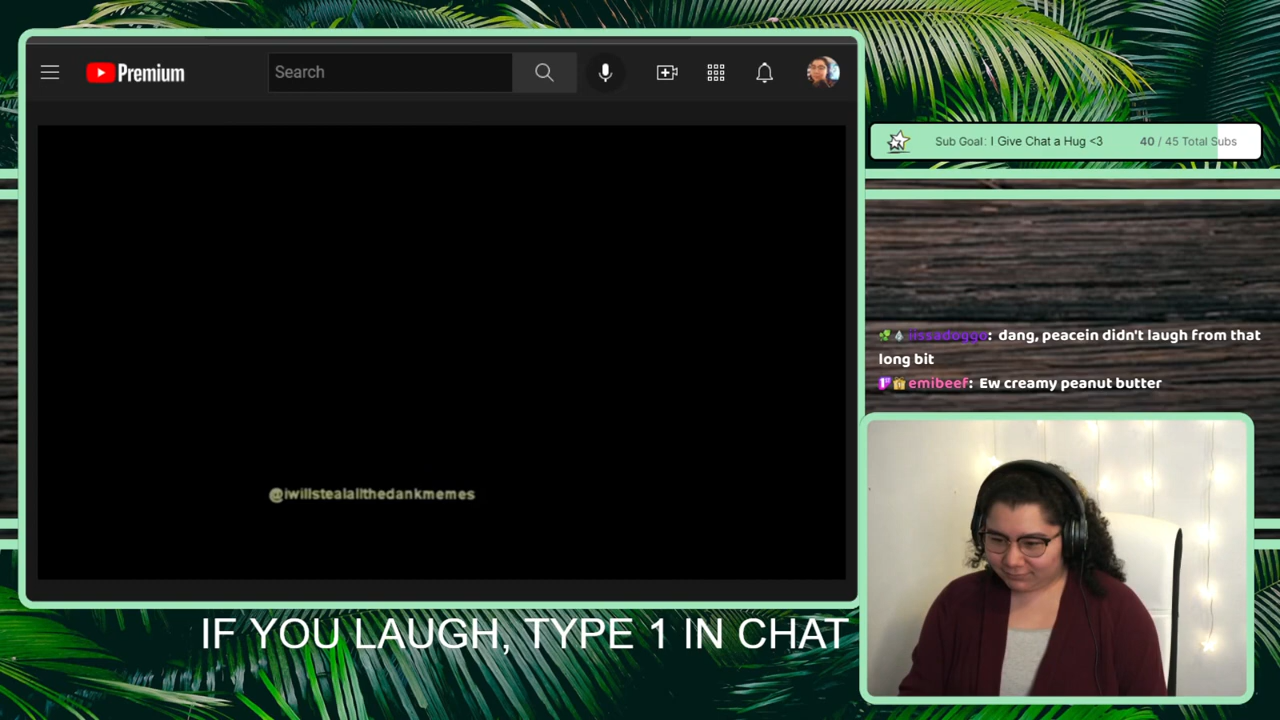 Premium
Search
Sub Goal: I Give Chat a Hug <3
40 / 45 Total Subs
lissadoggo: dang, peacein didn't laugh from that
long bit
emibeef: Ew creamy peanut butter
@iwillstealallthedankmemes
IF YOU LAUGH, TYPE 1 IN CHAT